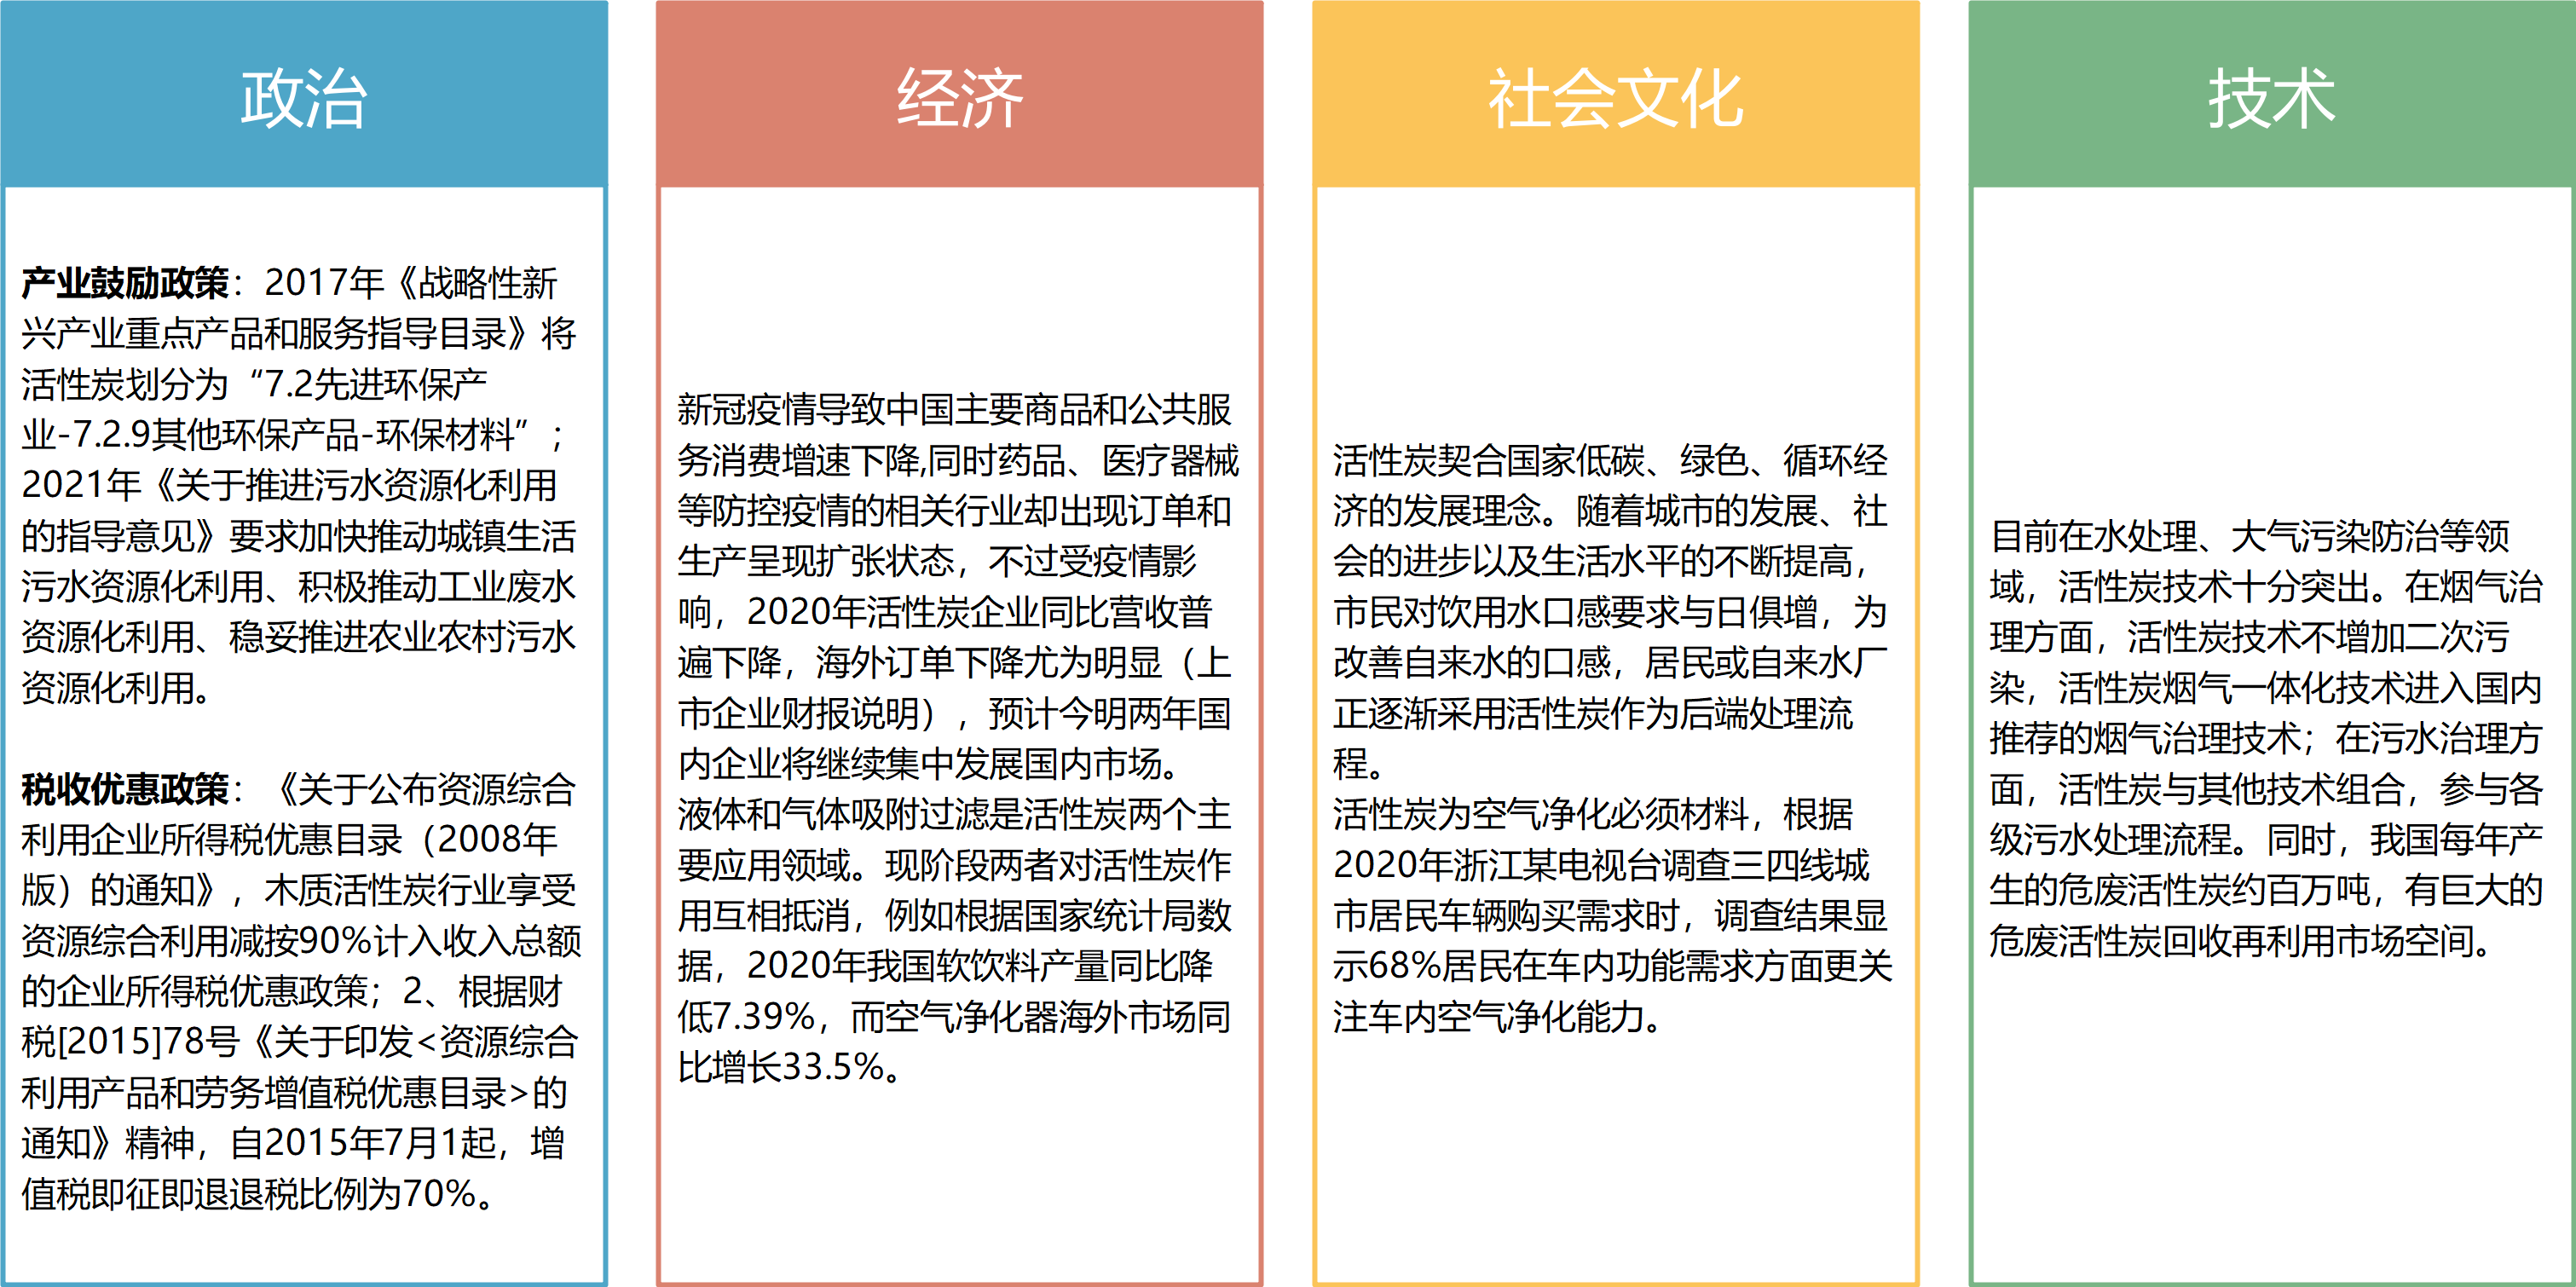 政治
产业鼓励政策：2017年《战略性新
兴产业重点产品和服务指导目录》将
活性炭划分为“7.2先进环保产
业-7.2.9其他环保产品-环保材料”；
2021年《关于推进污水资源化利用
的指导意见》要求加快推动城镇生活
污水资源化利用、积极推动工业废水
资源化利用、稳妥推进农业农村污水
资源化利用。
税收优惠政策：《关于公布资源综合
利用企业所得税优惠目录（2008年
版）的通知》，木质活性炭行业享受
资源综合利用减按90%计入收入总额
的企业所得税优惠政策；2、根据财
税[2015]78号《关于印发<资源综合
利用产品和劳务增值税优惠目录>的
通知》精神，自2015年7月1起，增
值税即征即退退税比例为70%。
经济
新冠疫情导致中国主要商品和公共服
务消费增速下降,同时药品、医疗器械
等防控疫情的相关行业却出现订单和
生产呈现扩张状态，不过受疫情影
响，2020年活性炭企业同比营收普
遍下降，海外订单下降尤为明显（上
市企业财报说明），预计今明两年国
内企业将继续集中发展国内市场。
液体和气体吸附过滤是活性炭两个主
要应用领域。现阶段两者对活性炭作
用互相抵消，例如根据国家统计局数
据，2020年我国软饮料产量同比降
低7.39%，而空气净化器海外市场同
比增长33.5%。
社会文化
活性炭契合国家低碳、绿色、循环经
济的发展理念。随着城市的发展、社
会的进步以及生活水平的不断提高，
市民对饮用水口感要求与日俱增，为
改善自来水的口感，居民或自来水厂
正逐渐采用活性炭作为后端处理流
程。
活性炭为空气净化必须材料，根据
2020年浙江某电视台调查三四线城
市居民车辆购买需求时，调查结果显
示68%居民在车内功能需求方面更关
注车内空气净化能力。
技术
目前在水处理、大气污染防治等领
域，活性炭技术十分突出。在烟气治
理方面，活性炭技术不增加二次污
染，活性炭烟气一体化技术进入国内
推荐的烟气治理技术；在污水治理方
面，活性炭与其他技术组合，参与各
级污水处理流程。同时，我国每年产
生的危废活性炭约百万吨，有巨大的
危废活性炭回收再利用市场空间。